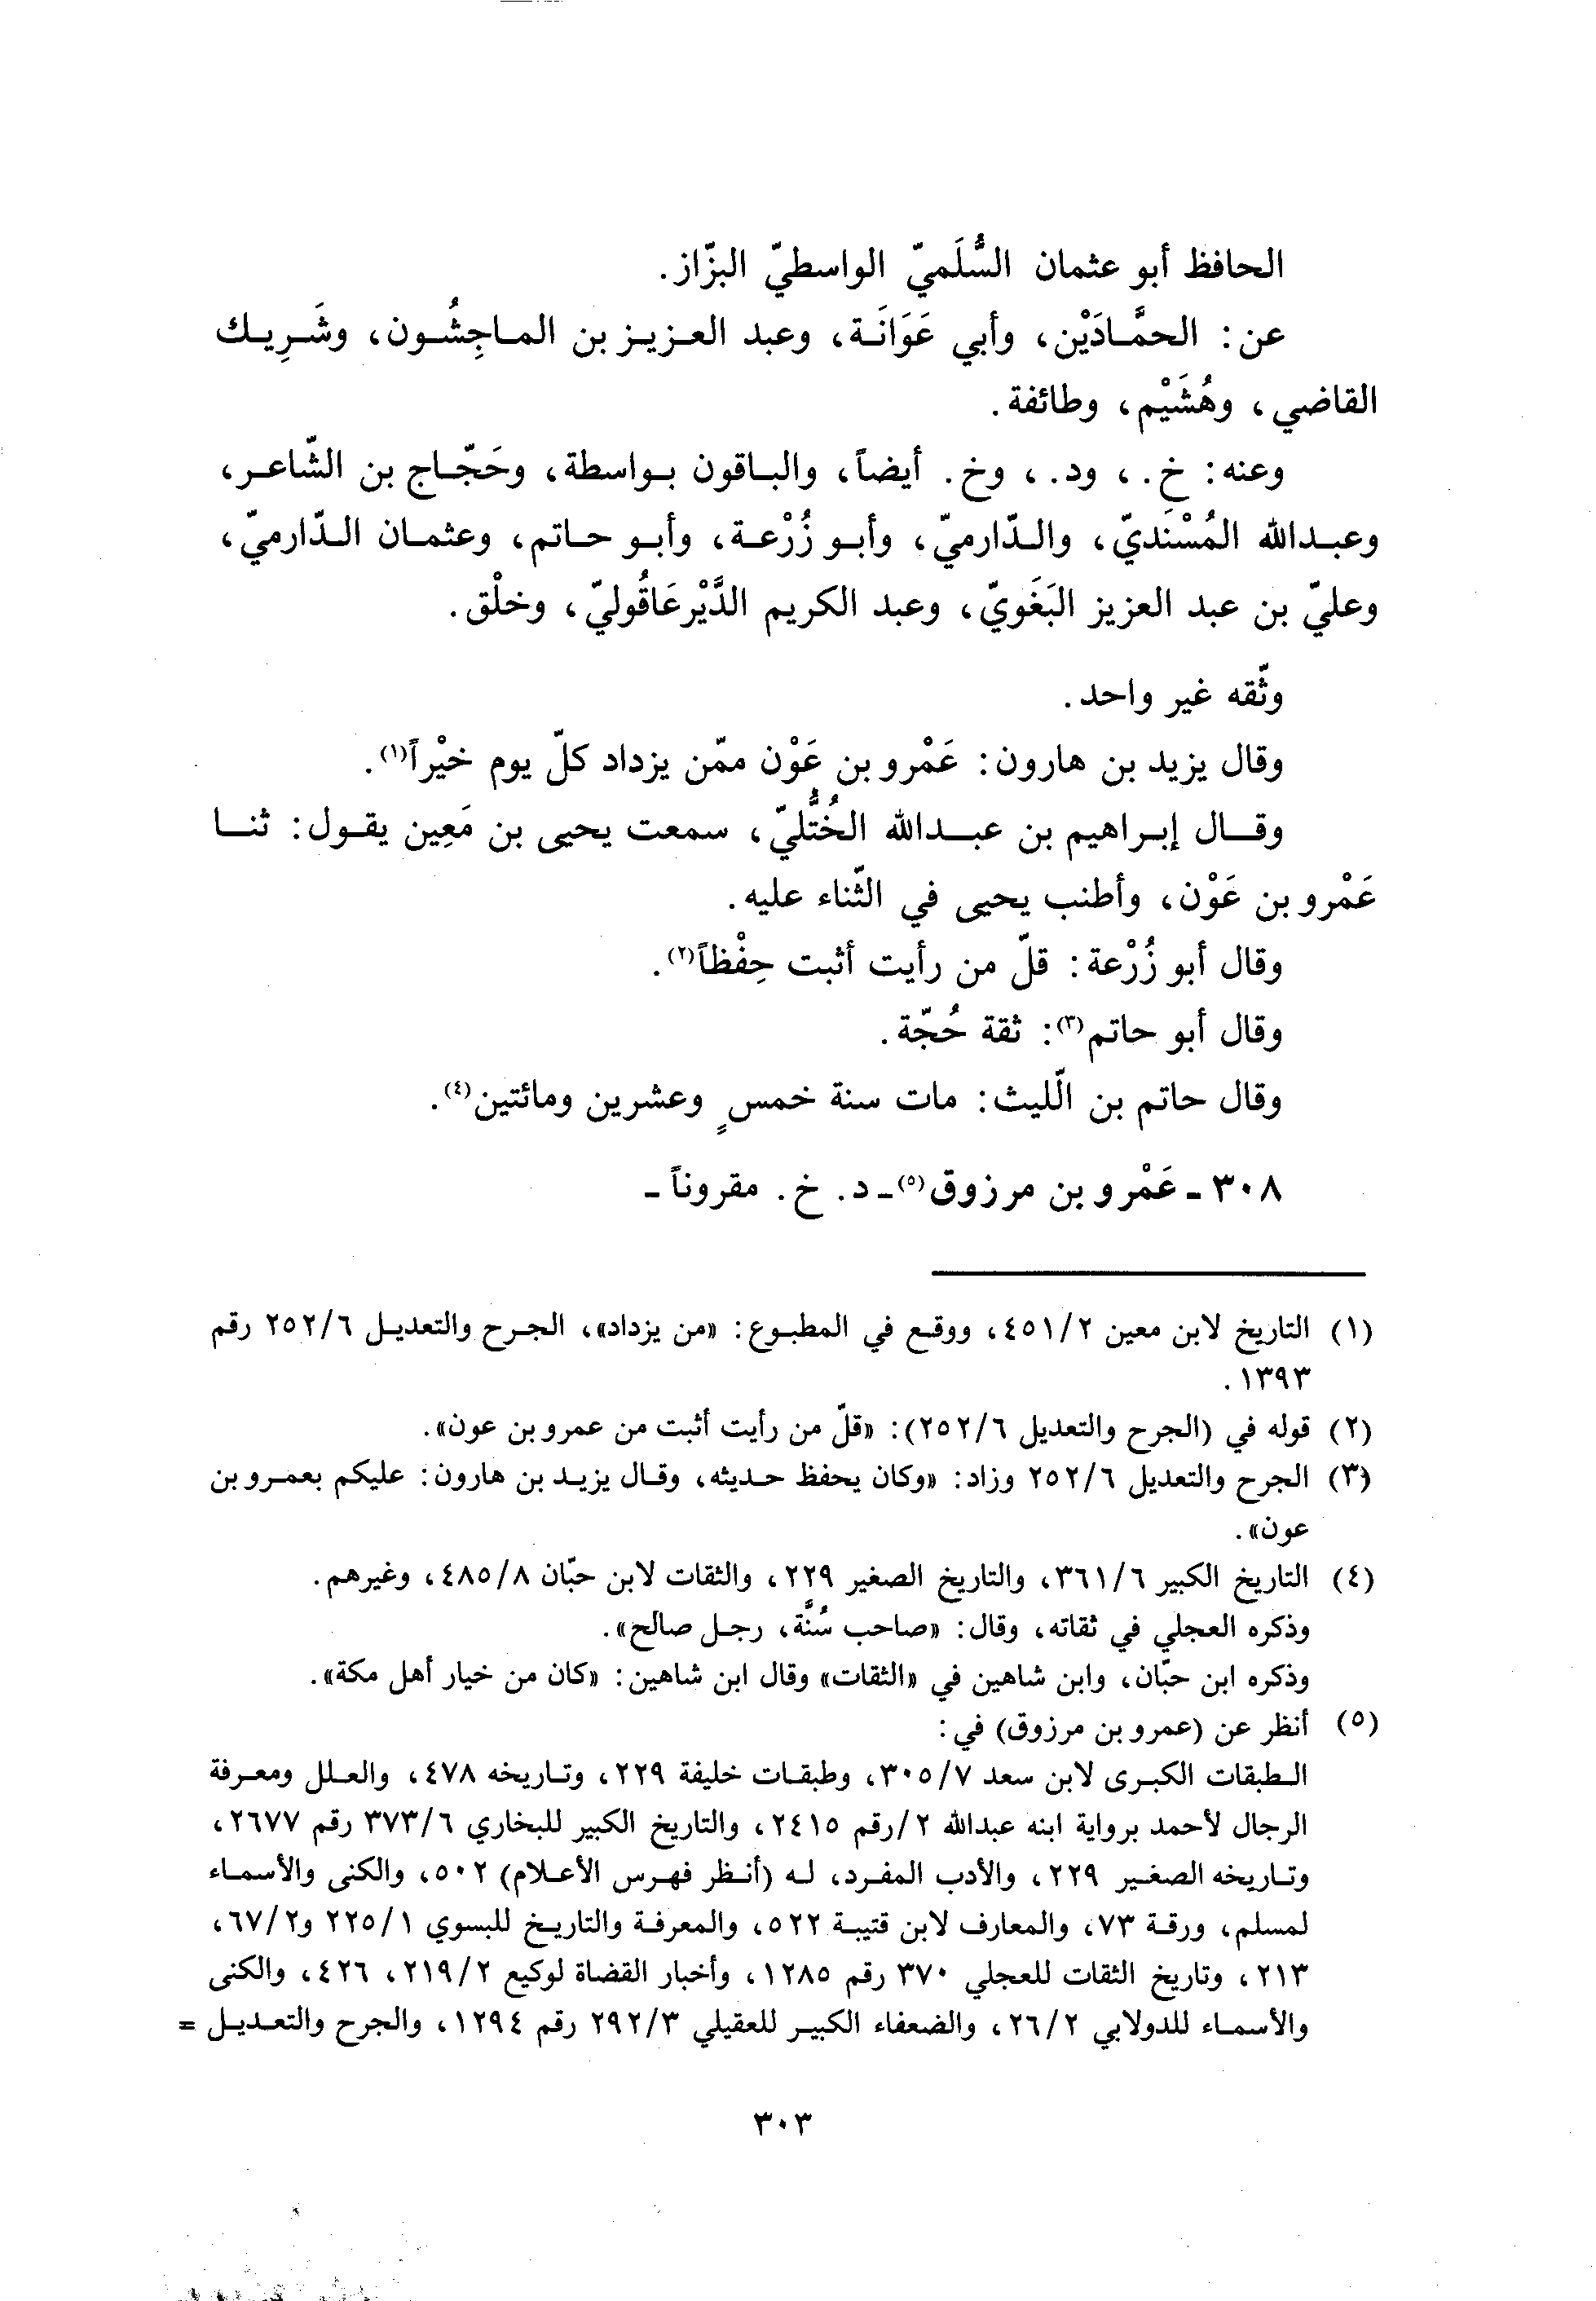 الحافظ أبو عثمان السُّلَميّ الواسطيّ البزّاز.
عن: الحمَّادَيْن، وأبي عَوَانَة، وعبد العزيز بن الماجِشُون، وشَرِيك
القاضي، وهُشَيْم، وطائفة.
وعنه: خ.، ود.، وخ. أيضاً، والباقون بواسطة، وحَجّاج بن الشّاعر،
وعبدالله المُسْنَديّ، والدّارميّ، وأبو زُرْعة، وأبو حاتم، وعثمان الدّارميّ،
وعليّ بن عبد العزيز البَغَويّ، وعبد الكريم الدَّيْرعَاقُوليّ، وخلْق.
وثّقه غير واحد.
وقال يزيد بن هارون: عَمْرو بن عَوْن ممّن يزداد كلّ يوم خيْراً(١).
وقال إبراهيم بن عبدالله الخُتُّليّ، سمعت يحيى بن مَعِين يقول: ثنا
عَمْرو بن عَوْن، وأطنب يحيى في الثّناء عليه.
وقال أبو زُرْعة: قلّ من رأيت أثبت حِفْظاً(٢).
وقال أبو حاتم(٣): ثقة حُجّة.
وقال حاتم بن الّليث: مات سنة خمسٍ وعشرين ومائتين(٤).
٣٠٨ - عَمْرو بن مرزوق(٥) - د. خ. مقروناً -
(١) التاريخ لابن معين ٤٥١/٢، ووقع في المطبوع: «من يزداد»، الجرح والتعديل ٢٥٢/٦ رقم
١٣٩٣.
(٢) قوله في (الجرح والتعديل ٢٥٢/٦): «قلّ من رأيت أثبت من عمرو بن عون».
(٣) الجرح والتعديل ٢٥٢/٦ وزاد: «وكان يحفظ حديثه، وقال يزيد بن هارون: عليكم بعمرو بن
عون».
(٤) التاريخ الكبير ٣٦١/٦، والتاريخ الصغير ٢٢٩، والثقات لابن حبّان ٤٨٥/٨، وغيرهم.
وذكره العجلي في ثقاته، وقال: «صاحب سُنَّة، رجل صالح».
وذكره ابن حبّان، وابن شاهين في «الثقات» وقال ابن شاهين: «كان من خيار أهل مكة».
(٥) أنظر عن (عمرو بن مرزوق) في:
الطبقات الكبرى لابن سعد ٣٠٥/٧، وطبقات خليفة ٢٢٩، وتاريخه ٤٧٨، والعلل ومعرفة
الرجال لأحمد برواية ابنه عبدالله ٢/رقم ٢٤١٥، والتاريخ الكبير للبخاري ٣٧٣/٦ رقم ٢٦٧٧،
وتاريخه الصغير ٢٢٩، والأدب المفرد، له (أنظر فهرس الأعلام) ٥٠٢، والكنى والأسماء
لمسلم، ورقة ٧٣، والمعارف لابن قتيبة ٥٢٢، والمعرفة والتاريخ للبسوي ٢٢٥/١ و٦٧/٢،
٢١٣، وتاريخ الثقات للعجلي ٣٧٠ رقم ١٢٨٥، وأخبار القضاة لوكيع ٢١٩/٢، ٤٢٦، والكنى
والأسماء للدولابي ٢٦/٢، والضعفاء الكبير للعقيلي ٢٩٢/٣ رقم ١٢٩٤، والجرح والتعديل =
٣٠٣